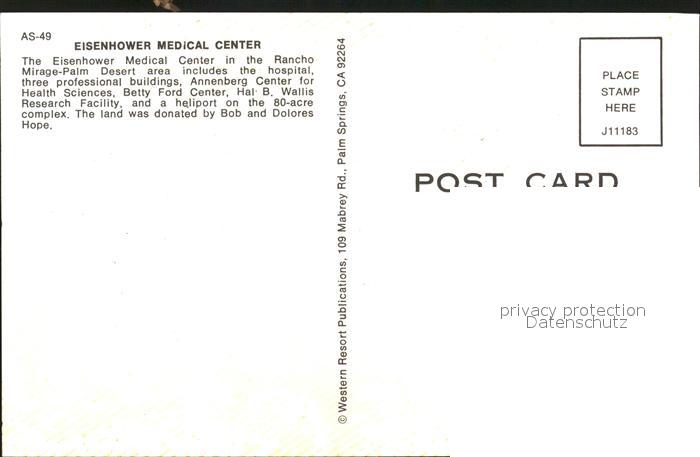 AS-49
EISENHOWER MEDICAL CENTER
The Eisenhower Medical Center in the Rancho
Mirage-Palm Desert area includes the hospital,
three professional buildings, Annenberg Center for
Health Sciences, Betty Ford Center, Hal B. Wallis
Research Facility, and a heliport on the 80-acre
complex. The land was donated by Bob and Dolores
Hope.
© Western Resort Publications, 109 Mabrey Rd., Palm Springs, CA 92264
PLACE
STAMP
HERE
J11183
POST CARD
privacy protection
Datenschutz